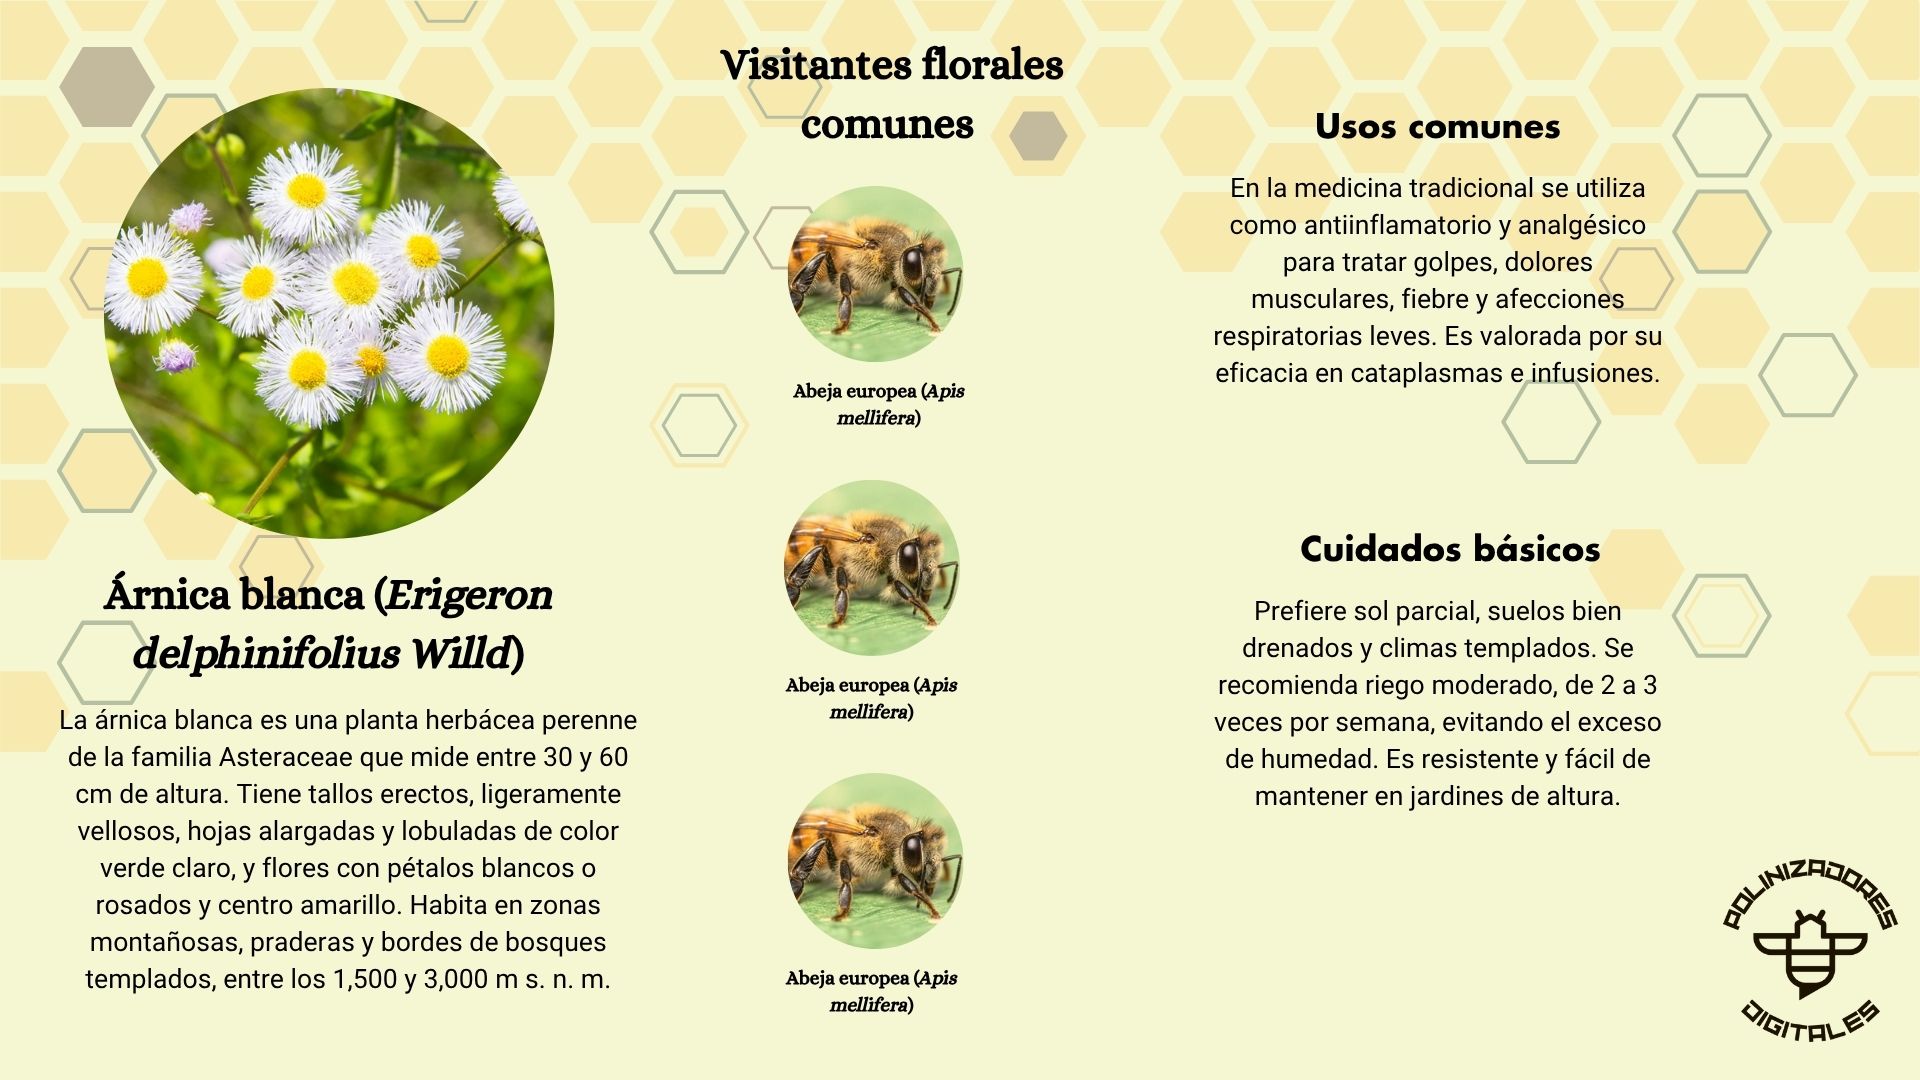 Visitantes florales
comunes
Árnica blanca (Erigeron
delphinifolius Willd)
La árnica blanca es una planta herbácea perenne
de la familia Asteraceae que mide entre 30 y 60
cm de altura. Tiene tallos erectos, ligeramente
vellosos, hojas alargadas y lobuladas de color
verde claro, y flores con pétalos blancos o
rosados y centro amarillo. Habita en zonas
montañosas, praderas y bordes de bosques
templados, entre los 1,500 y 3,000 m s. n. m.
Abeja europea (Apis
mellifera)
Abeja europea (Apis
mellifera)
Abeja europea (Apis
mellifera)
Usos comunes
En la medicina tradicional se utiliza
como antiinflamatorio y analgésico
para tratar golpes, dolores
musculares, fiebre y afecciones
respiratorias leves. Es valorada por su
eficacia en cataplasmas e infusiones.
Cuidados básicos
Prefiere sol parcial, suelos bien
drenados y climas templados. Se
recomienda riego moderado, de 2 a 3
veces por semana, evitando el exceso
de humedad. Es resistente y fácil de
mantener en jardines de altura.
POLINIZADORES
DIGITALES